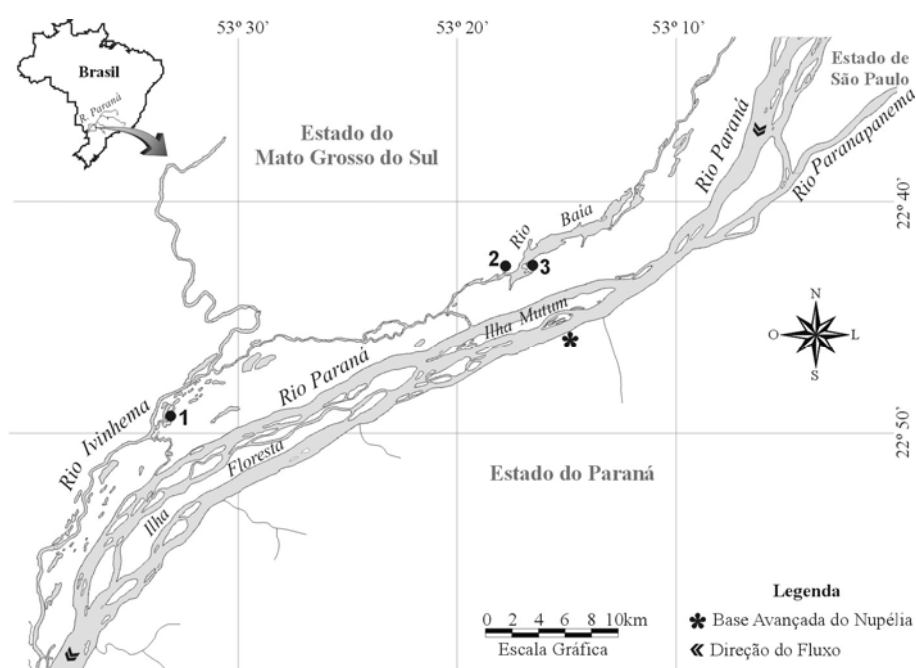 53º 30'
53º 20'
53º 10'
Brasil
R. Paraná
Estado do
Mato Grosso do Sul
Estado de
São Paulo
Rio Paraná
Rio Paranapanema
22º 40'
Rio Baia
2
3
N
O
L
S
Ilha Mutum
Rio Paraná
Rio Ivinhema
1
22º 50'
Ilha Floresta
Estado do Paraná
Legenda
0 2 4 6 8 10km
Escala Gráfica
Base Avançada do Nupélia
Direção do Fluxo